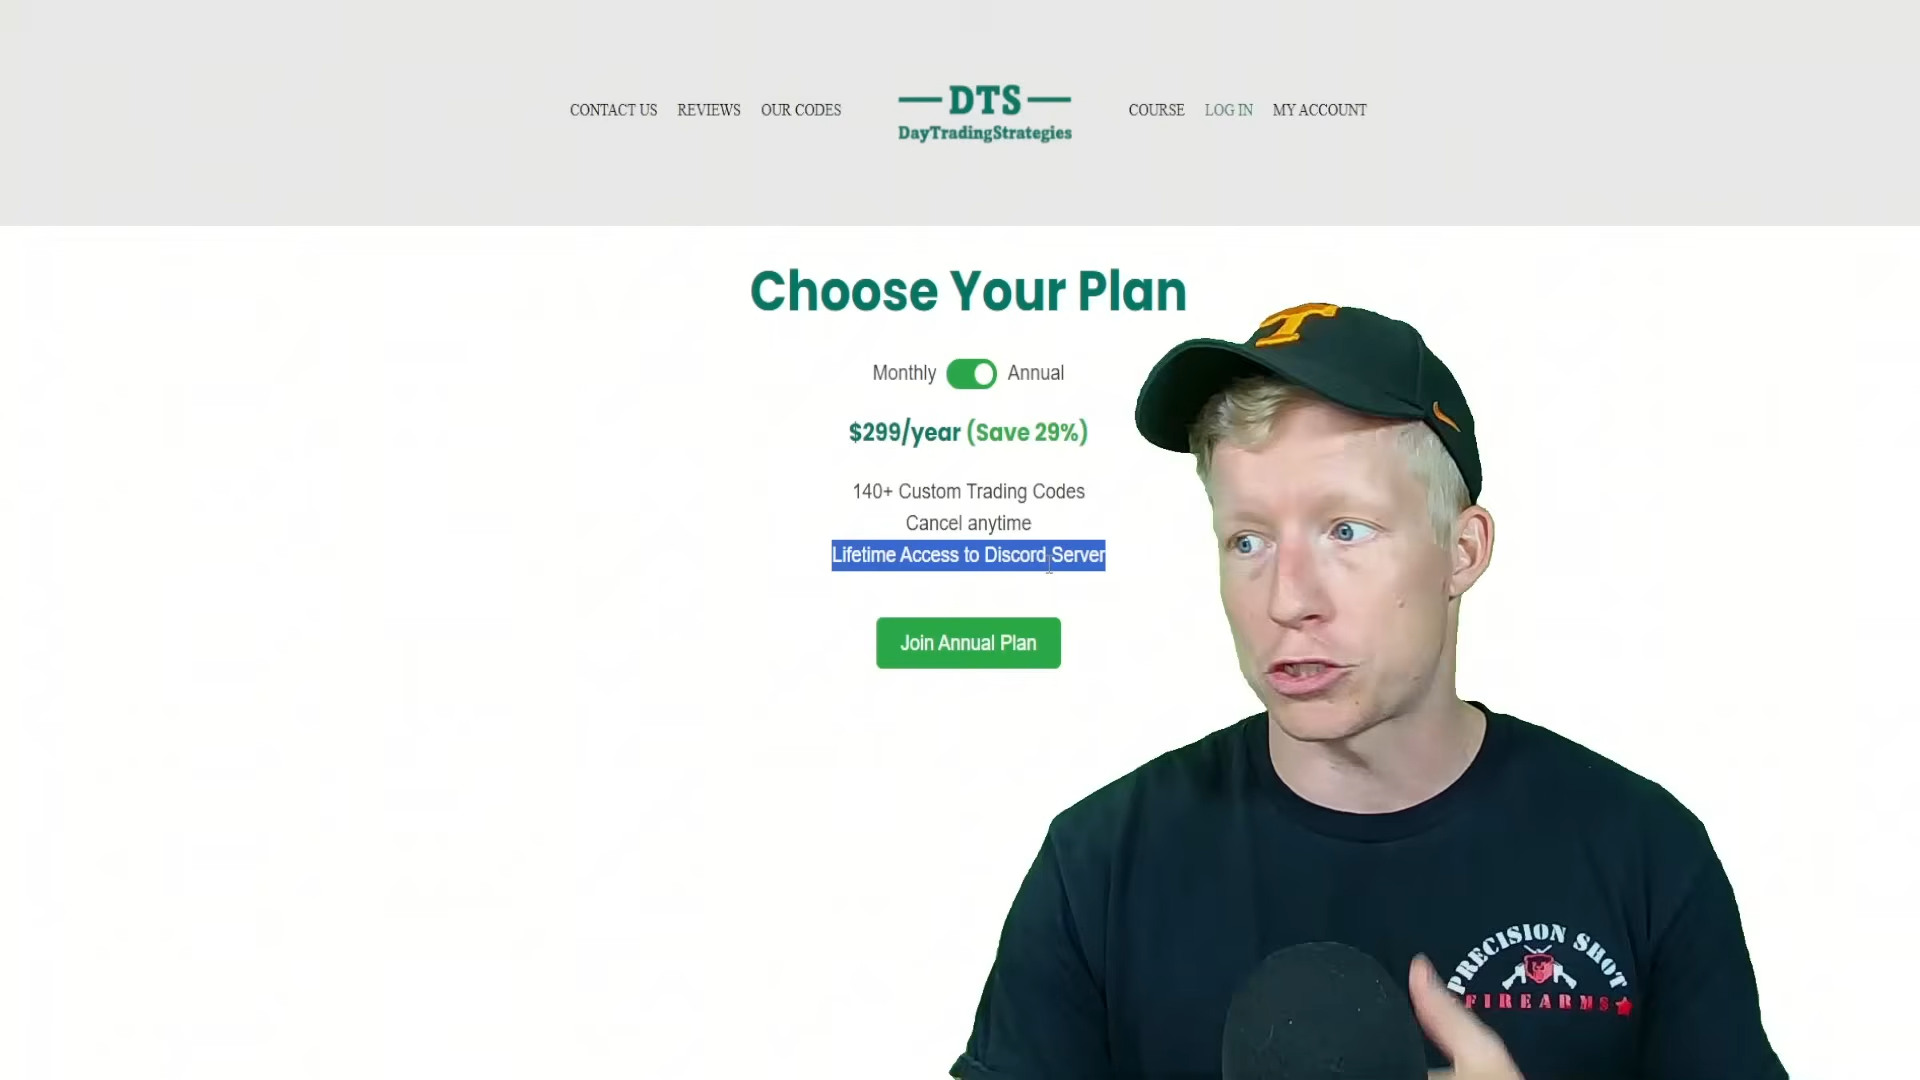 CONTACT US REVIEWS OUR CODES
DTS
DayTradingStrategies
COURSE LOG IN MY ACCOUNT
Choose Your Plan
Monthly Annual
$299/year (Save 29%)
140+ Custom Trading Codes
Cancel anytime
Lifetime Access to Discord Server
Join Annual Plan
T
PRECISION SHOT
FIREARMS